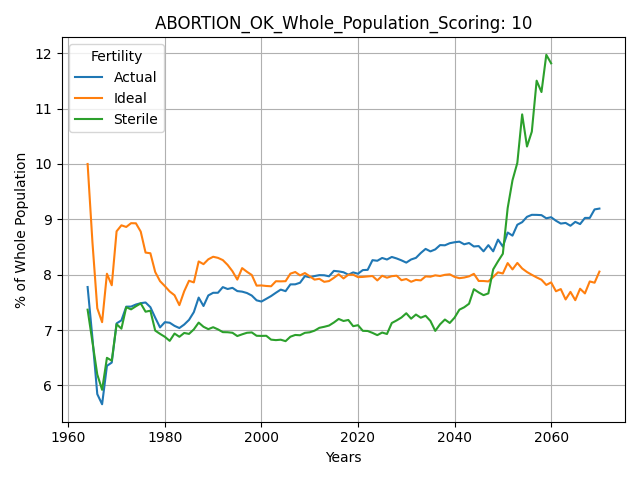 ABORTION_OK_Whole_Population_Scoring: 10
Fertility
Actual
Ideal
Sterile
% of Whole Population
12
11
10
9
8
7
6
1960 1980 2000 2020 2040 2060
Years